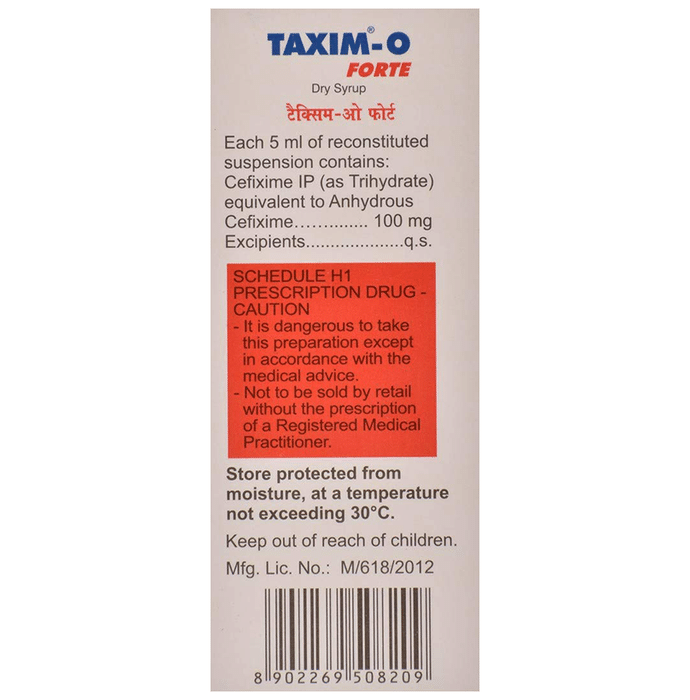 TAXIM®-O
FORTE
Dry Syrup
टैक्सिम-ओ फोर्ट
Each 5 ml of reconstituted
suspension contains:
Cefixime IP (as Trihydrate)
equivalent to Anhydrous
Cefixime............... 100 mg
Excipients....................q.s.
SCHEDULE H1
PRESCRIPTION DRUG -
CAUTION
- It is dangerous to take
this preparation except
in accordance with the
medical advice.
- Not to be sold by retail
without the prescription
of a Registered Medical
Practitioner.
Store protected from
moisture, at a temperature
not exceeding 30°C.
Keep out of reach of children.
Mfg. Lic. No.: M/618/2012
8 902269 508209